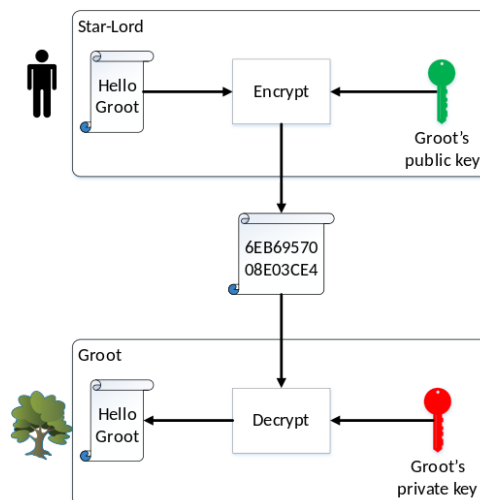 Star-Lord
Hello
Groot
Encrypt
Groot's
public key
6EB69570
08E03CE4
Groot
Hello
Groot
Decrypt
Groot's
private key